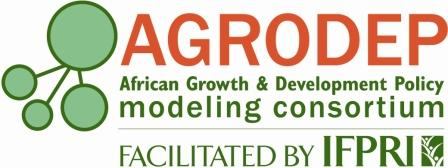 AGRODEP
African Growth & Development Policy
modeling consortium
FACILITATED BY IFPRI